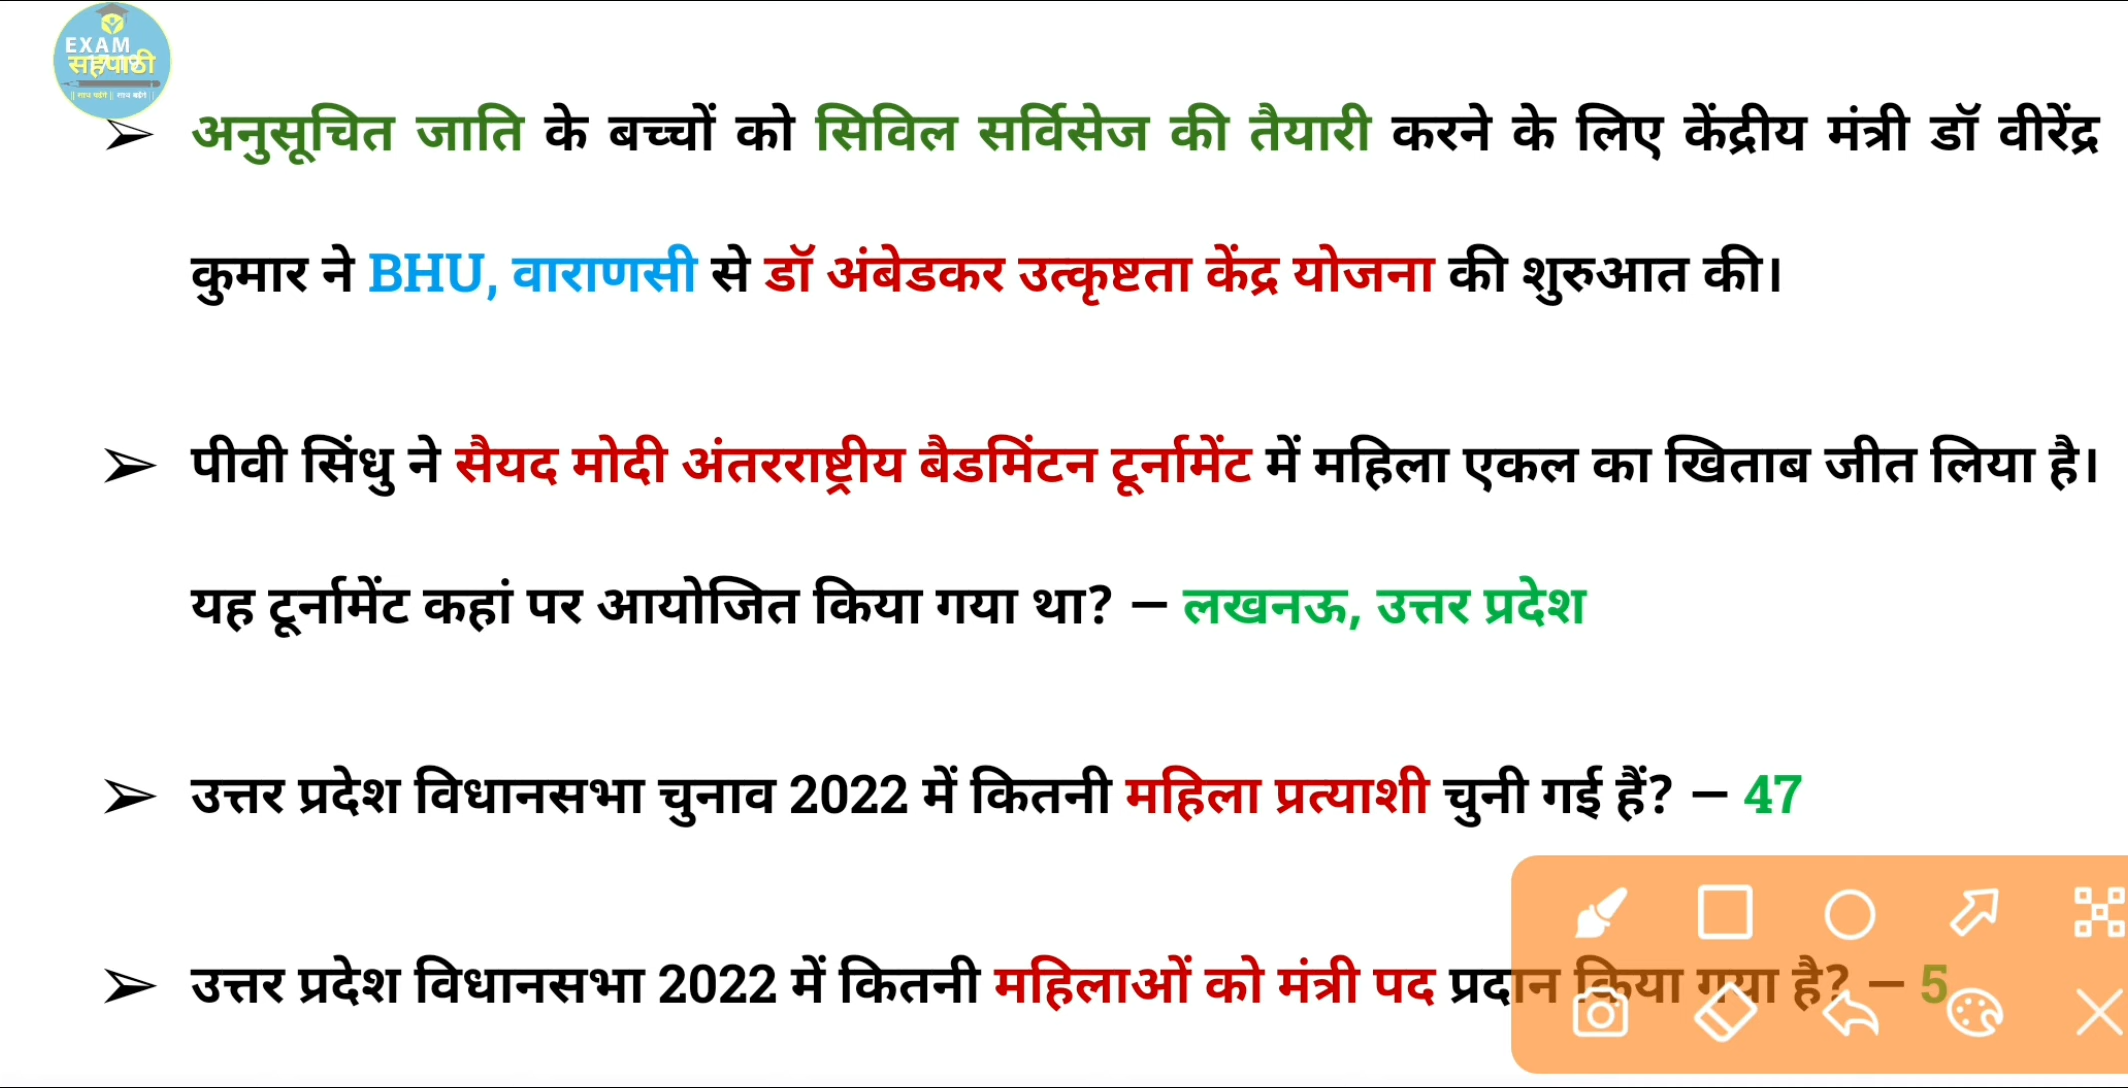 EXAM
सहपाठी
➢ अनुसूचित जाति के बच्चों को सिविल सर्विसेज की तैयारी करने के लिए केंद्रीय मंत्री डॉ वीरेंद्र
कुमार ने BHU, वाराणसी से डॉ अंबेडकर उत्कृष्टता केंद्र योजना की शुरुआत की।
➢ पीवी सिंधु ने सैयद मोदी अंतरराष्ट्रीय बैडमिंटन टूर्नामेंट में महिला एकल का खिताब जीत लिया है।
यह टूर्नामेंट कहां पर आयोजित किया गया था? – लखनऊ, उत्तर प्रदेश
➢ उत्तर प्रदेश विधानसभा चुनाव 2022 में कितनी महिला प्रत्याशी चुनी गई हैं? – 47
➢ उत्तर प्रदेश विधानसभा 2022 में कितनी महिलाओं को मंत्री पद प्रदान किया गया है? – 5